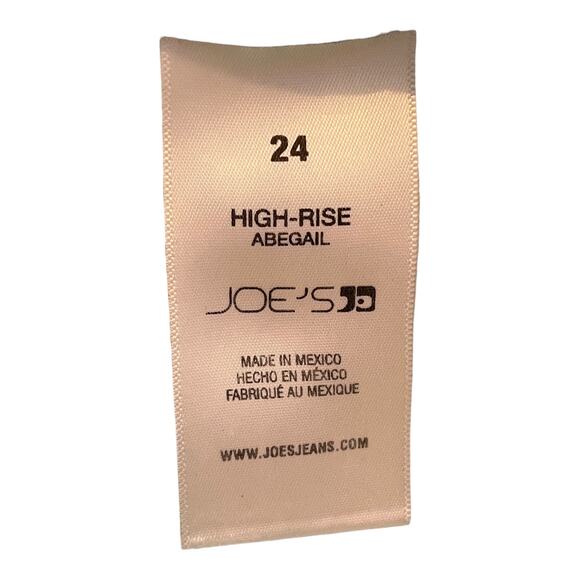 24
HIGH-RISE
ABEGAIL
JOE'S
MADE IN MEXICO
HECHO EN MÉXICO
FABRIQUÉ AU MEXIQUE
WWW.JOESJEANS.COM